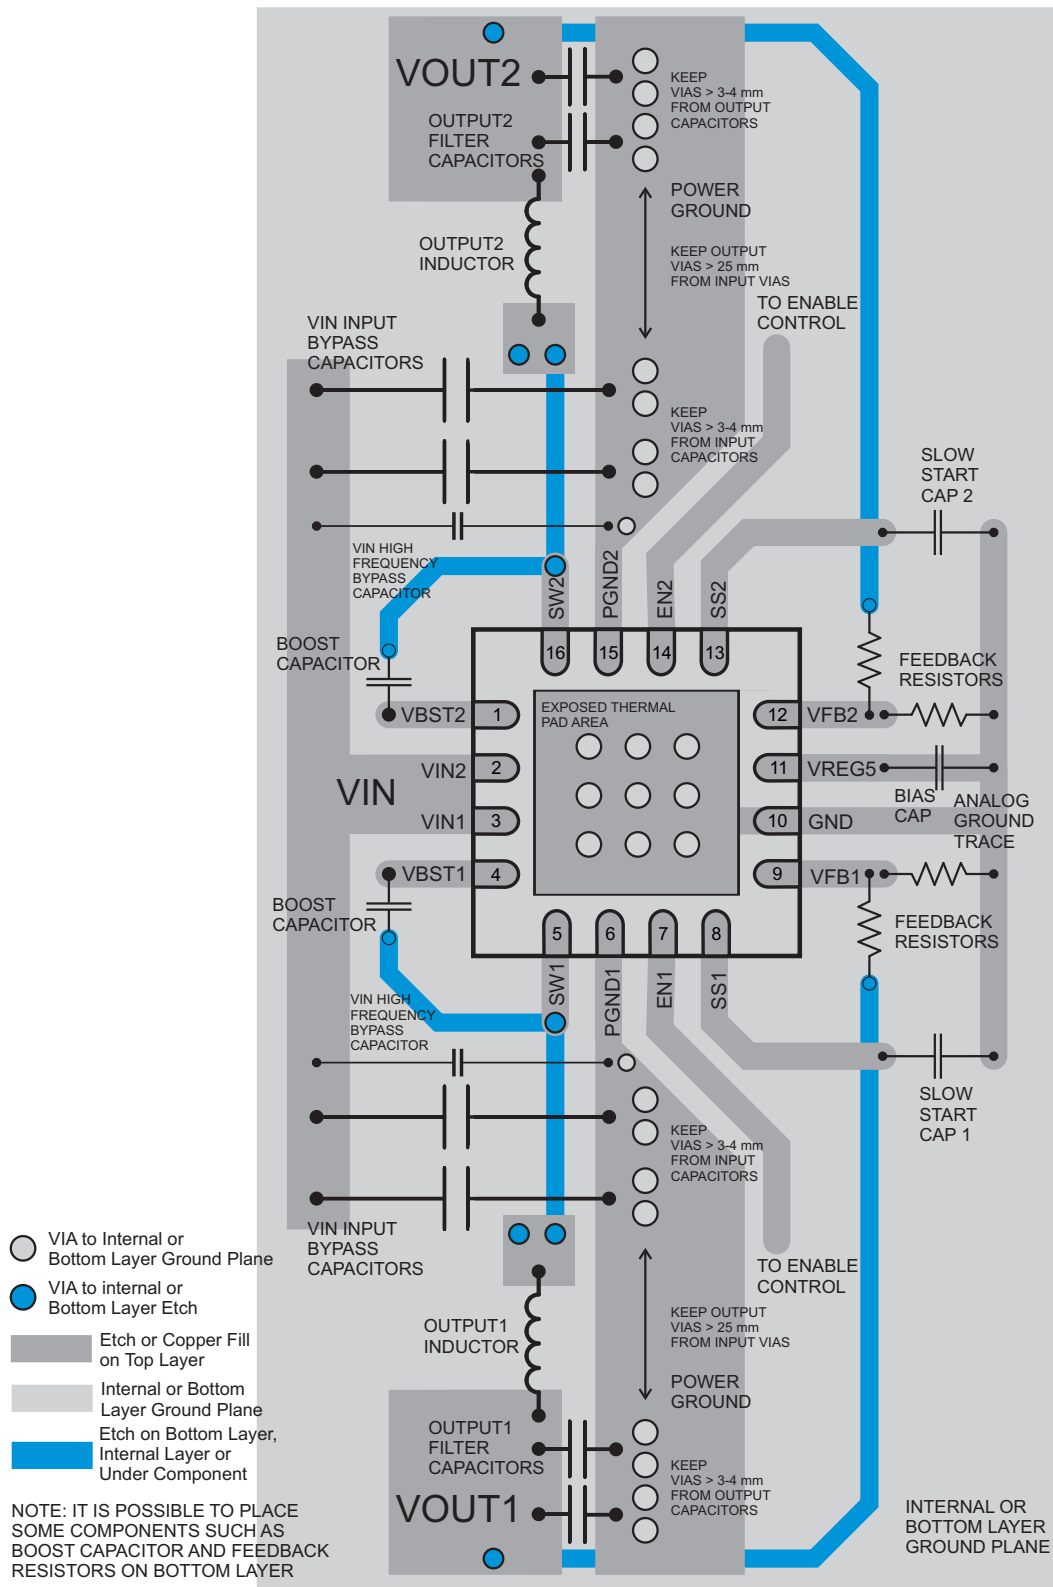 VOUT2
OUTPUT2
FILTER
CAPACITORS
KEEP
VIAS > 3-4 mm
FROM OUTPUT
CAPACITORS
POWER
GROUND
OUTPUT2
INDUCTOR
KEEP OUTPUT
VIAS > 25 mm
FROM INPUT VIAS
TO ENABLE
CONTROL
VIN INPUT
BYPASS
CAPACITORS
KEEP
VIAS > 3-4 mm
FROM INPUT
CAPACITORS
SLOW
START
CAP 2
VIN HIGH
FREQUENCY
BYPASS
CAPACITOR
SW2
PGND2
EN2
SS2
BOOST
CAPACITOR
16
15
14
13
FEEDBACK
RESISTORS
EXPOSED THERMAL
PAD AREA
VBST2
1
12
VFB2
VIN2
2
11
VREG5
VIN
BIAS
CAP
ANALOG
GROUND
TRACE
VIN1
3
10
GND
VBST1
4
9
VFB1
BOOST
CAPACITOR
5
6
7
8
FEEDBACK
RESISTORS
SW1
PGND1
EN1
SS1
VIN HIGH
FREQUENCY
BYPASS
CAPACITOR
SLOW
START
CAP 1
KEEP
VIAS > 3-4 mm
FROM INPUT
CAPACITORS
VIN INPUT
BYPASS
CAPACITORS
TO ENABLE
CONTROL
VIA to Internal or
Bottom Layer Ground Plane
VIA to internal or
Bottom Layer Etch
KEEP OUTPUT
VIAS > 25 mm
FROM INPUT VIAS
OUTPUT1
INDUCTOR
Etch or Copper Fill
on Top Layer
POWER
GROUND
Internal or Bottom
Layer Ground Plane
OUTPUT1
FILTER
CAPACITORS
Etch on Bottom Layer,
Internal Layer or
Under Component
KEEP
VIAS > 3-4 mm
FROM OUTPUT
CAPACITORS
VOUT1
NOTE: IT IS POSSIBLE TO PLACE
SOME COMPONENTS SUCH AS
BOOST CAPACITOR AND FEEDBACK
RESISTORS ON BOTTOM LAYER
INTERNAL OR
BOTTOM LAYER
GROUND PLANE